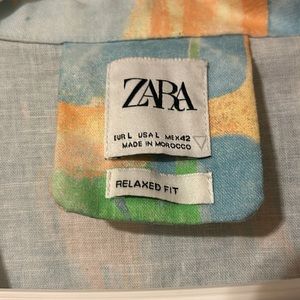 ZARA
EUR L USA L MEX 42
MADE IN MOROCCO
RELAXED FIT